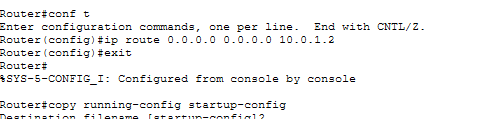 Router#conf t
Enter configuration commands, one per line.  End with CNTL/Z.
Router(config)#ip route 0.0.0.0 0.0.0.0 10.0.1.2
Router(config)#exit
Router#
%SYS-5-CONFIG_I: Configured from console by console
Router#copy running-config startup-config
Destination filename [startup-config]?